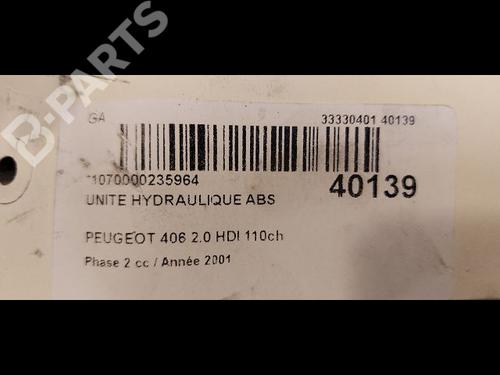 B-PARTS
GA
33330401 40139
*1070000235964
40139
UNITE HYDRAULIQUE ABS
PEUGEOT 406 2.0 HDI 110ch
Phase 2 cc / Année 2001